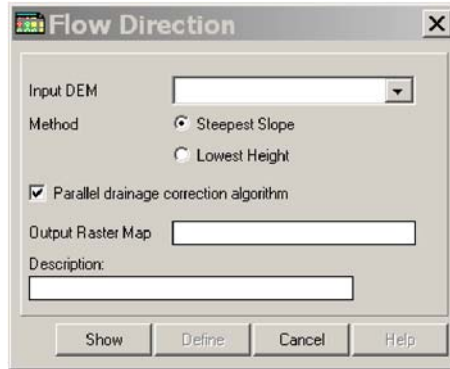 Flow Direction
Input DEM
Method
Steepest Slope
Lowest Height
Parallel drainage correction algorithm
Output Raster Map
Description:
Show Define Cancel Help